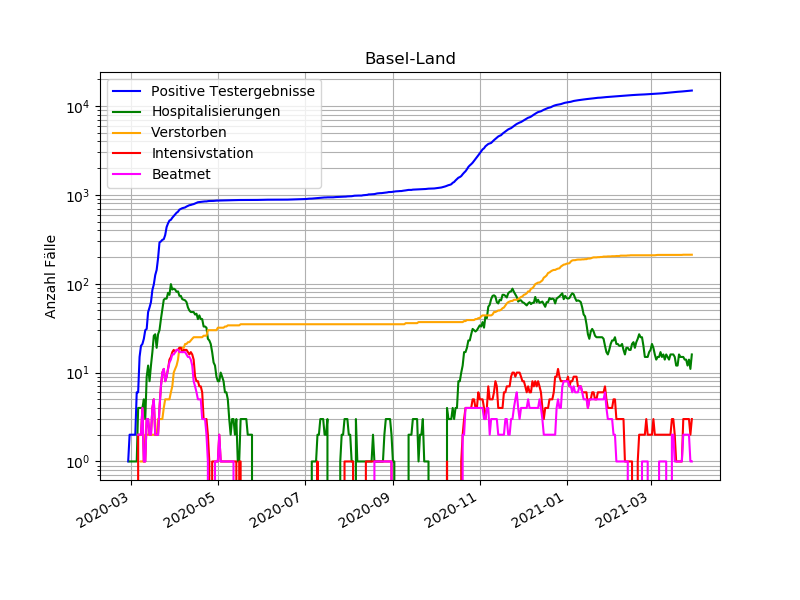 Basel-Land
Anzahl Fälle
Positive Testergebnisse
Hospitalisierungen
Verstorben
Intensivstation
Beatmet
10⁴
10³
10²
10¹
10⁰
2020-03
2020-05
2020-07
2020-09
2020-11
2021-01
2021-03